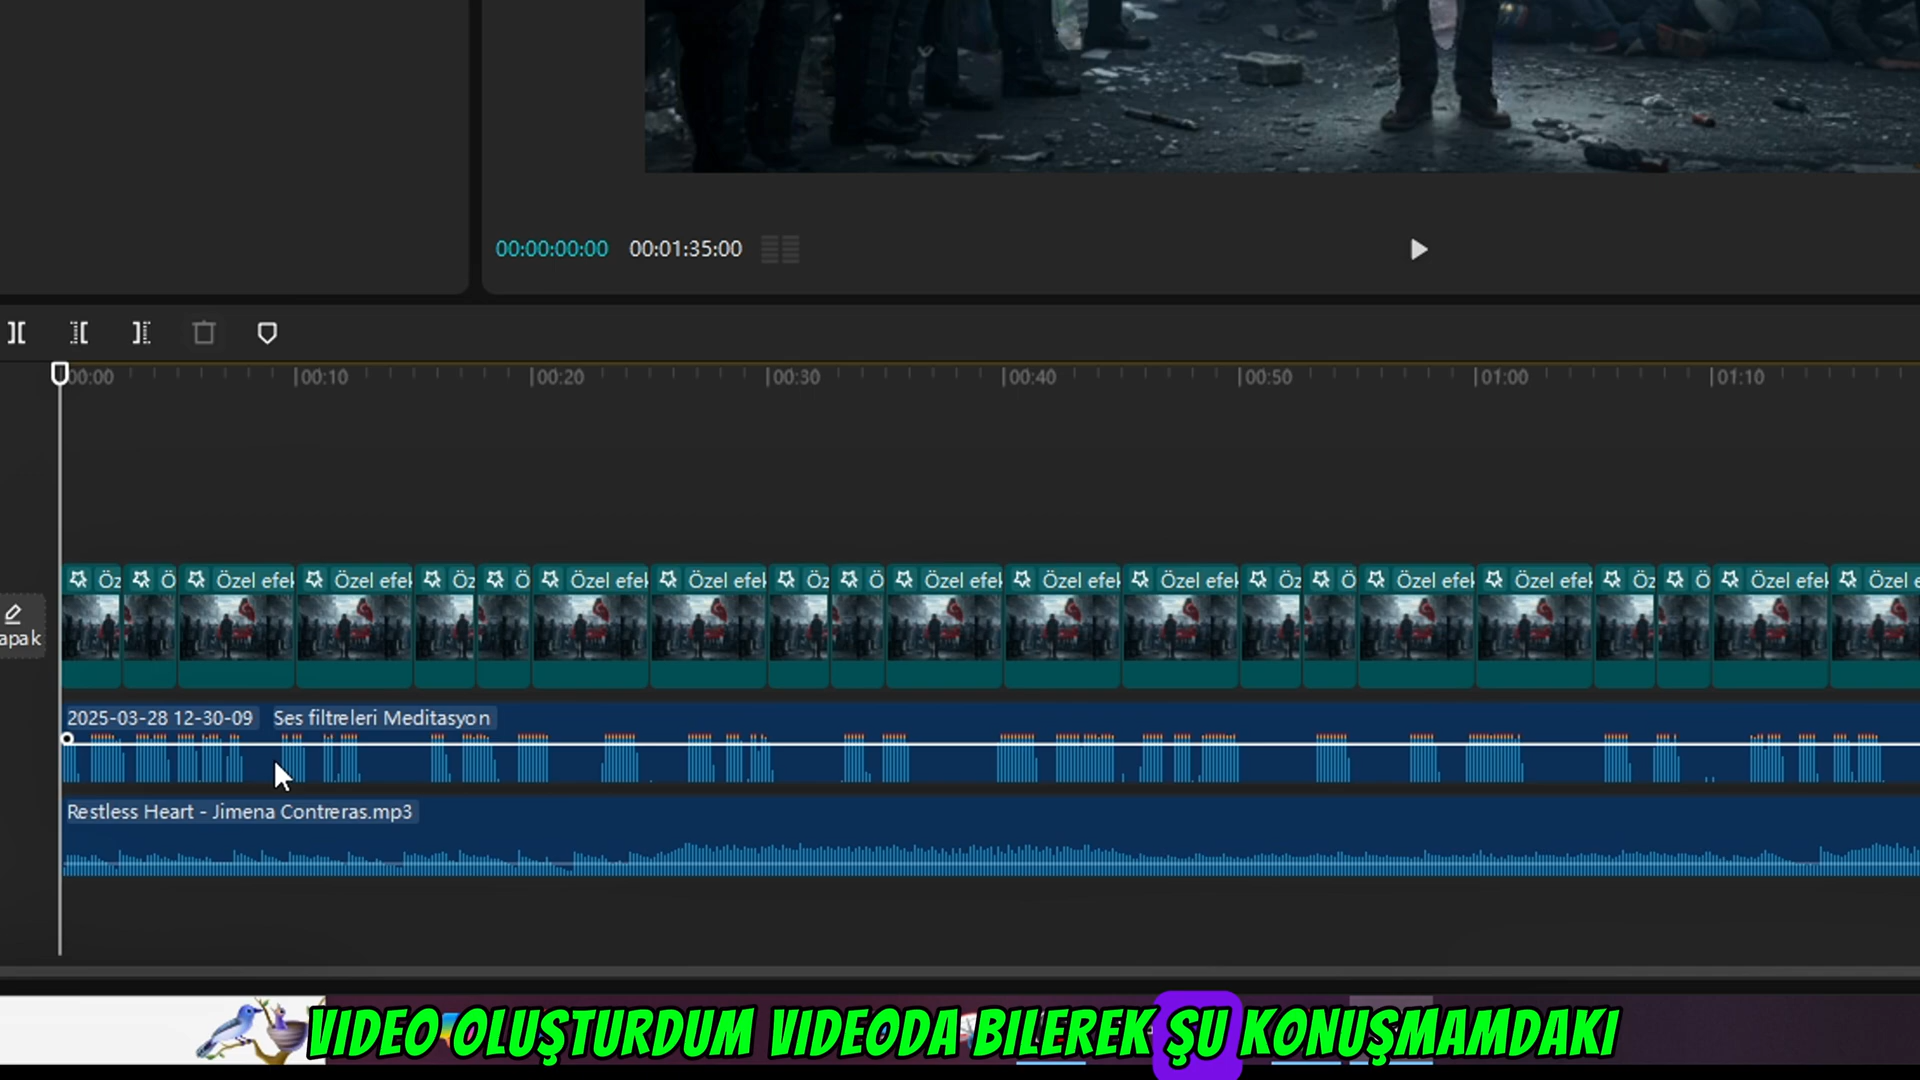 00:00:00:00 00:01:35:00
00:00 00:10 00:20 00:30 00:40 00:50 01:00 01:10
Öz Ö Özel efek Özel efek Öz Ö Özel efek Özel efek Öz Ö Özel efek Özel efek Özel efek Öz Ö Özel efek Özel efek Öz Ö Özel efek Özel e
apak
2025-03-28 12-30-09 Ses filtreleri Meditasyon
Restless Heart - Jimena Contreras.mp3
VIDEO OLUŞTURDUM VIDEODA BILEREK ŞU KONUŞMAMDAKI